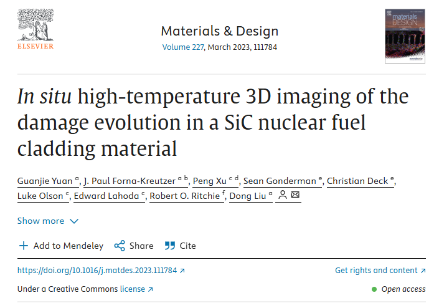 ELSEVIER
Materials & Design
Volume 227, March 2023, 111784
In situ high-temperature 3D imaging of the
damage evolution in a SiC nuclear fuel
cladding material
Guanjie Yuan a, J. Paul Forna-Kreutzer a b, Peng Xu c d, Sean Gonderman e, Christian Deck e,
Luke Olson c, Edward Lahoda c, Robert O. Ritchie f, Dong Liu a
Show more
Add to Mendeley Share Cite
https://doi.org/10.1016/j.matdes.2023.111784
Get rights and content
Under a Creative Commons license
Open access